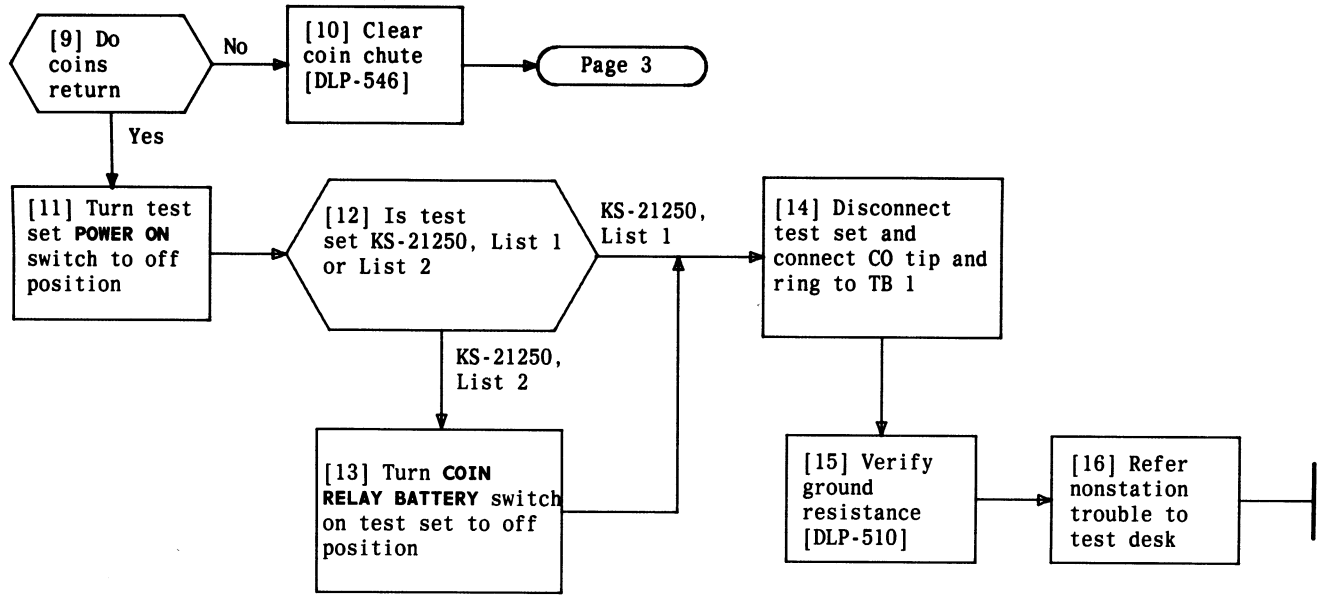 [9] Do
coins
return
No
[10] Clear
coin chute
[DLP-546]
Page 3
Yes
[11] Turn test
set POWER ON
switch to off
position
[12] Is test
set KS-21250, List 1
or List 2
KS-21250,
List 1
KS-21250,
List 2
[13] Turn COIN
RELAY BATTERY switch
on test set to off
position
[14] Disconnect
test set and
connect CO tip and
ring to TB 1
[15] Verify
ground
resistance
[DLP-510]
[16] Refer
nonstation
trouble to
test desk